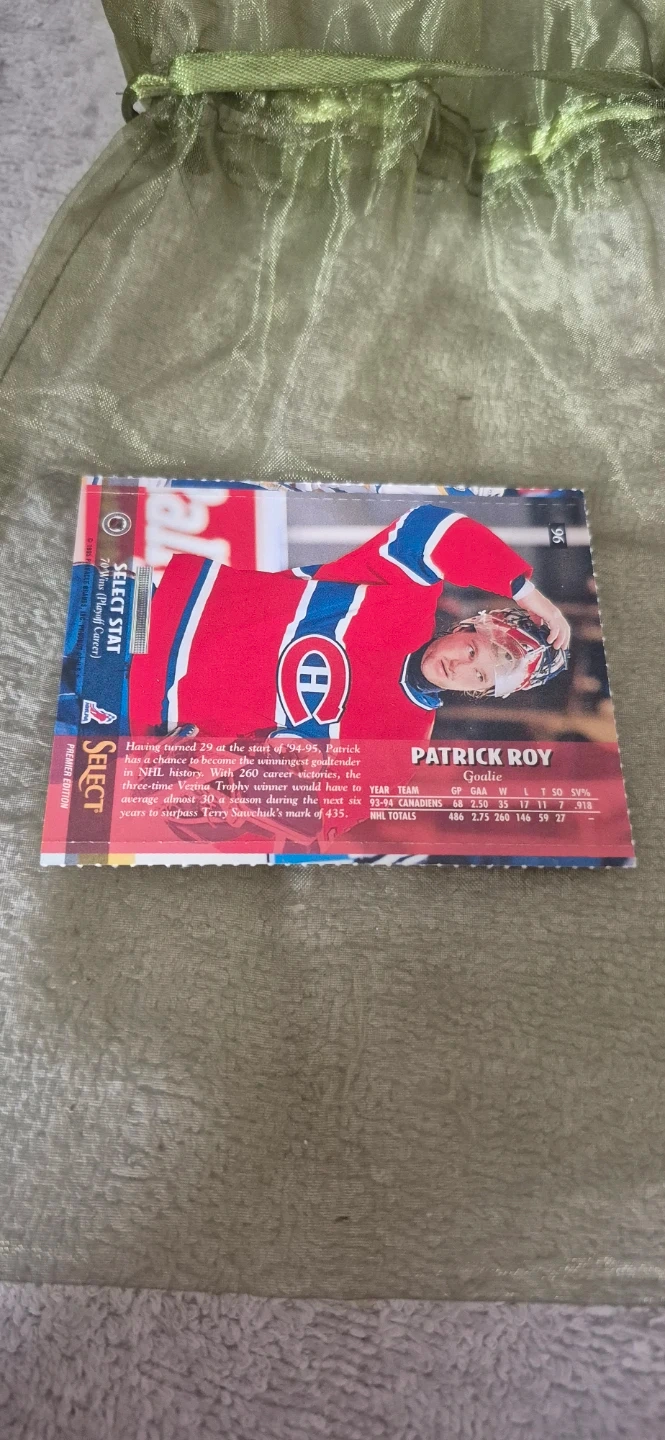 96
PATRICK ROY
Goalie
YEAR TEAM GP GAA W L T SO SV%
93-94 CANADIENS 68 2.50 35 17 11 7 .918
NHL TOTALS 486 2.75 260 146 59 27 –
Having turned 29 at the start of '94-95, Patrick
has a chance to become the winningest goaltender
in NHL history. With 260 career victories, the
three-time Vezina Trophy winner would have to
average almost 30 a season during the next six
years to surpass Terry Sawchuk's mark of 435.
SELECT STAT
70 Wins (Playoff Career)
SELECT
PREMIER EDITION
CH